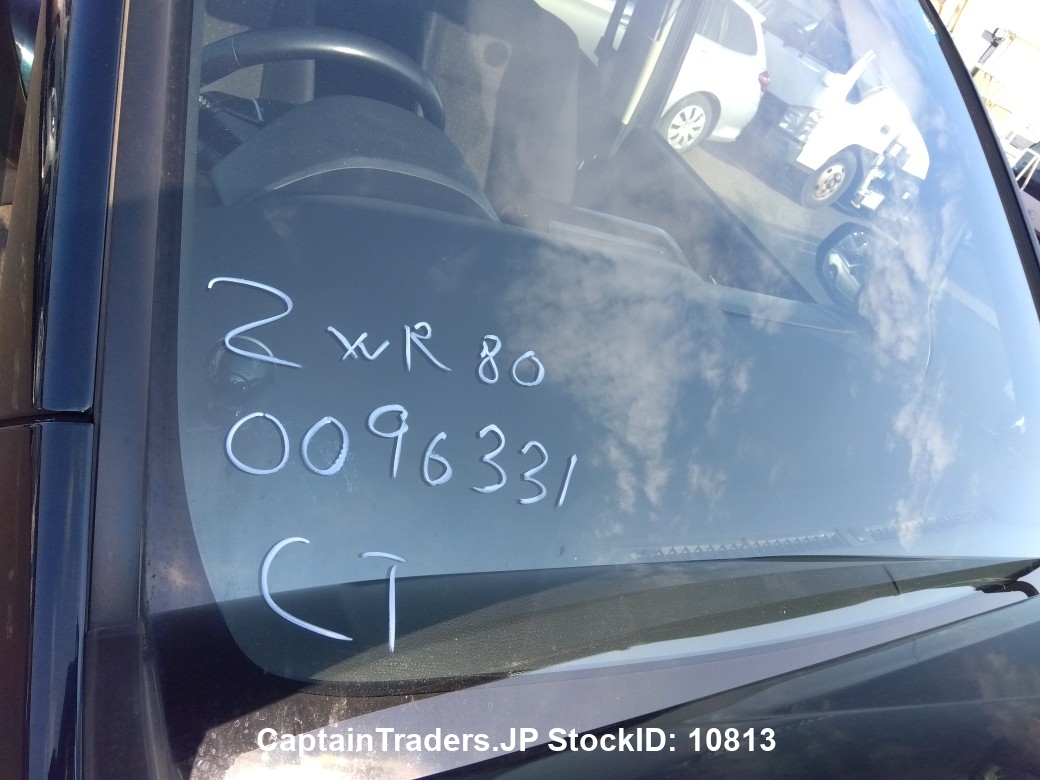 ZWR80
0096331
CT
CaptainTraders.JP StockID: 10813